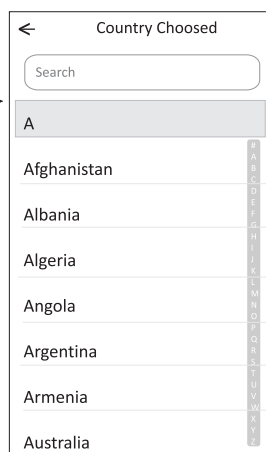 Country Choosed
Search
A
Afghanistan
Albania
Algeria
Angola
Argentina
Armenia
Australia
#
A
B
C
D
E
F
G
H
I
J
K
L
M
N
O
P
Q
R
S
T
U
V
W
X
Y
Z